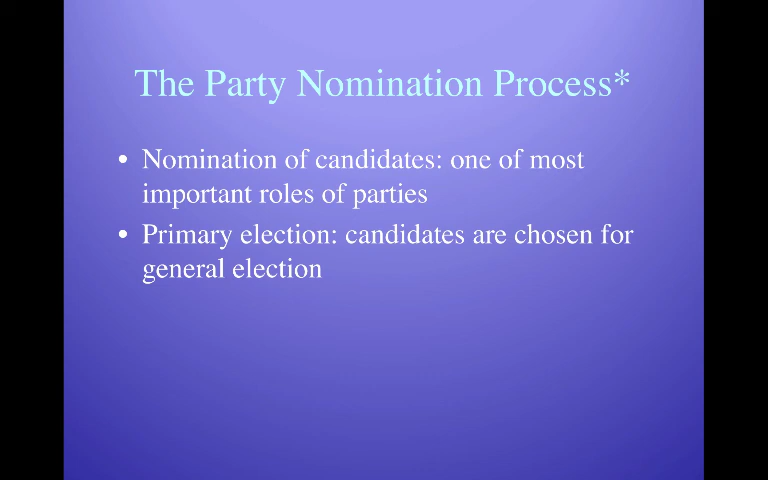 The Party Nomination Process*
• Nomination of candidates: one of most
important roles of parties
• Primary election: candidates are chosen for
general election